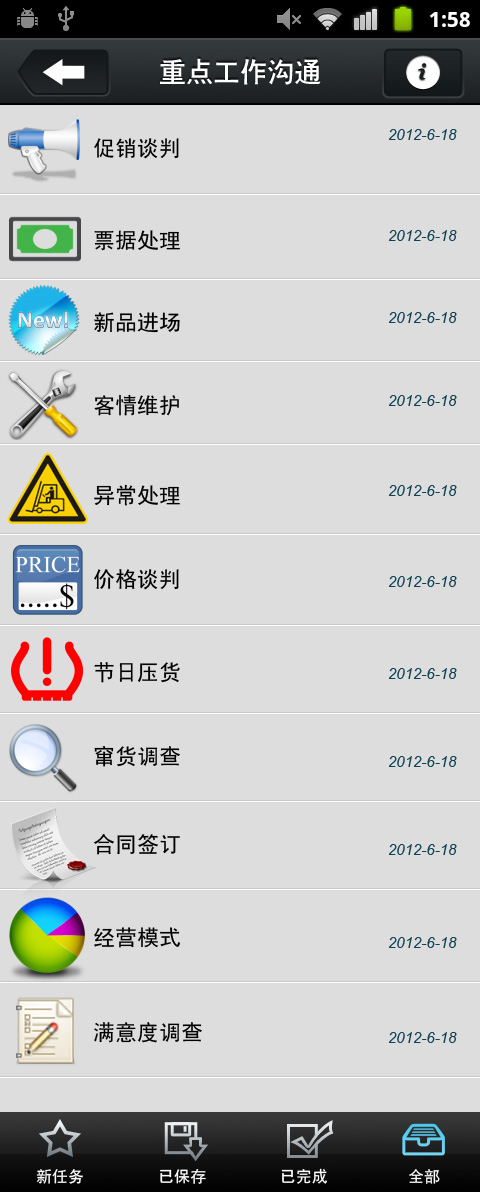 1:58
重点工作沟通
促销谈判
2012-6-18
票据处理
2012-6-18
New!
新品进场
2012-6-18
客情维护
2012-6-18
异常处理
2012-6-18
PRICE
.....$
价格谈判
2012-6-18
节日压货
2012-6-18
窜货调查
2012-6-18
合同签订
2012-6-18
经营模式
2012-6-18
满意度调查
2012-6-18
新任务
已保存
已完成
全部